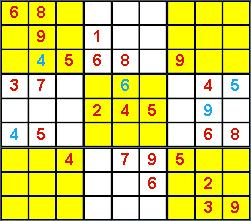 6 8
9 1
4 5 6 8 9
3 7 6 4 5
2 4 5 9
4 5 6 8
4 7 9 5
6 2
3 9